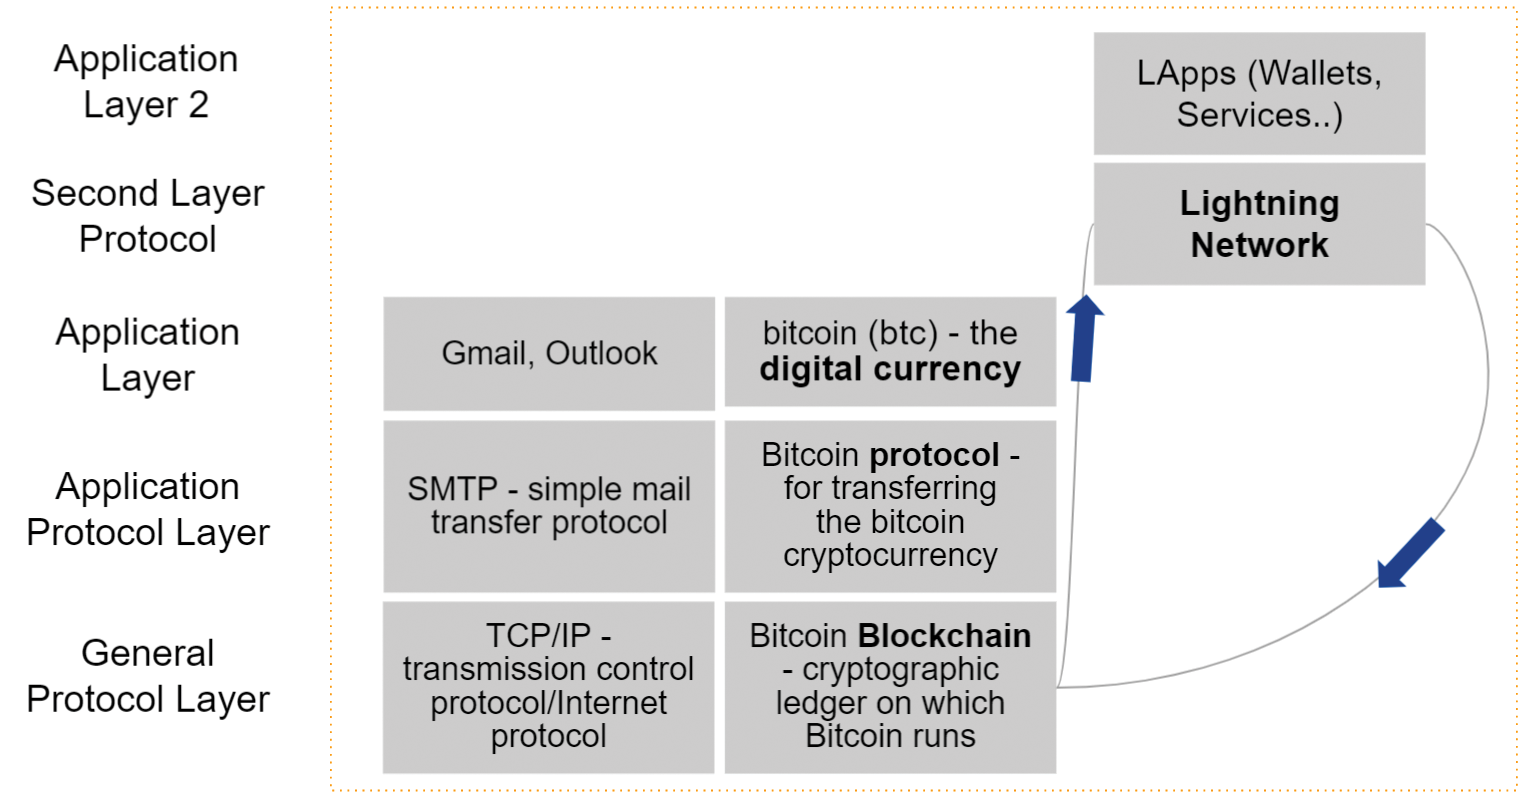 Application
Layer 2
LApps (Wallets,
Services..)
Second Layer
Protocol
Lightning
Network
Application
Layer
Gmail, Outlook
bitcoin (btc) - the
digital currency
Application
Protocol Layer
SMTP - simple mail
transfer protocol
Bitcoin protocol -
for transferring
the bitcoin
cryptocurrency
General
Protocol Layer
TCP/IP -
transmission control
protocol/Internet
protocol
Bitcoin Blockchain
- cryptographic
ledger on which
Bitcoin runs